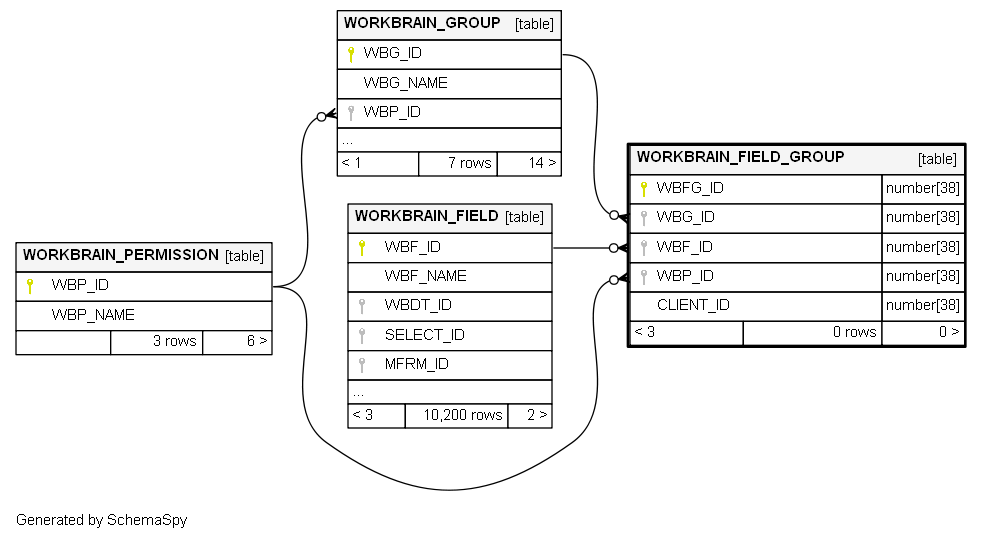 WORKBRAIN_GROUP [table]
WBG_ID
WBG_NAME
WBP_ID
...
< 1 7 rows 14 >
WORKBRAIN_FIELD_GROUP [table]
WBFG_ID number[38]
WBG_ID number[38]
WBF_ID number[38]
WBP_ID number[38]
CLIENT_ID number[38]
< 3 0 rows 0 >
WORKBRAIN_FIELD [table]
WBF_ID
WBF_NAME
WBDT_ID
SELECT_ID
MFRM_ID
...
< 3 10,200 rows 2 >
WORKBRAIN_PERMISSION [table]
WBP_ID
WBP_NAME
3 rows 6 >
Generated by SchemaSpy